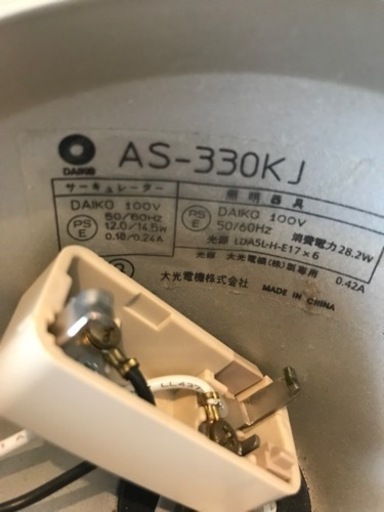 DAIKO
AS-330KJ
サーキュレーター
照明器具
DAIKO 100V
PS
E
50/60Hz
12.0/14.5W
0.18/0.24A
PS
E
DAIKO 100V
50/60Hz
消費電力28.2W
光源 LDA5L-H-E17×6
光源 大光電機(株)製専用
0.42A
大光電機株式会社
MADE IN CHINA